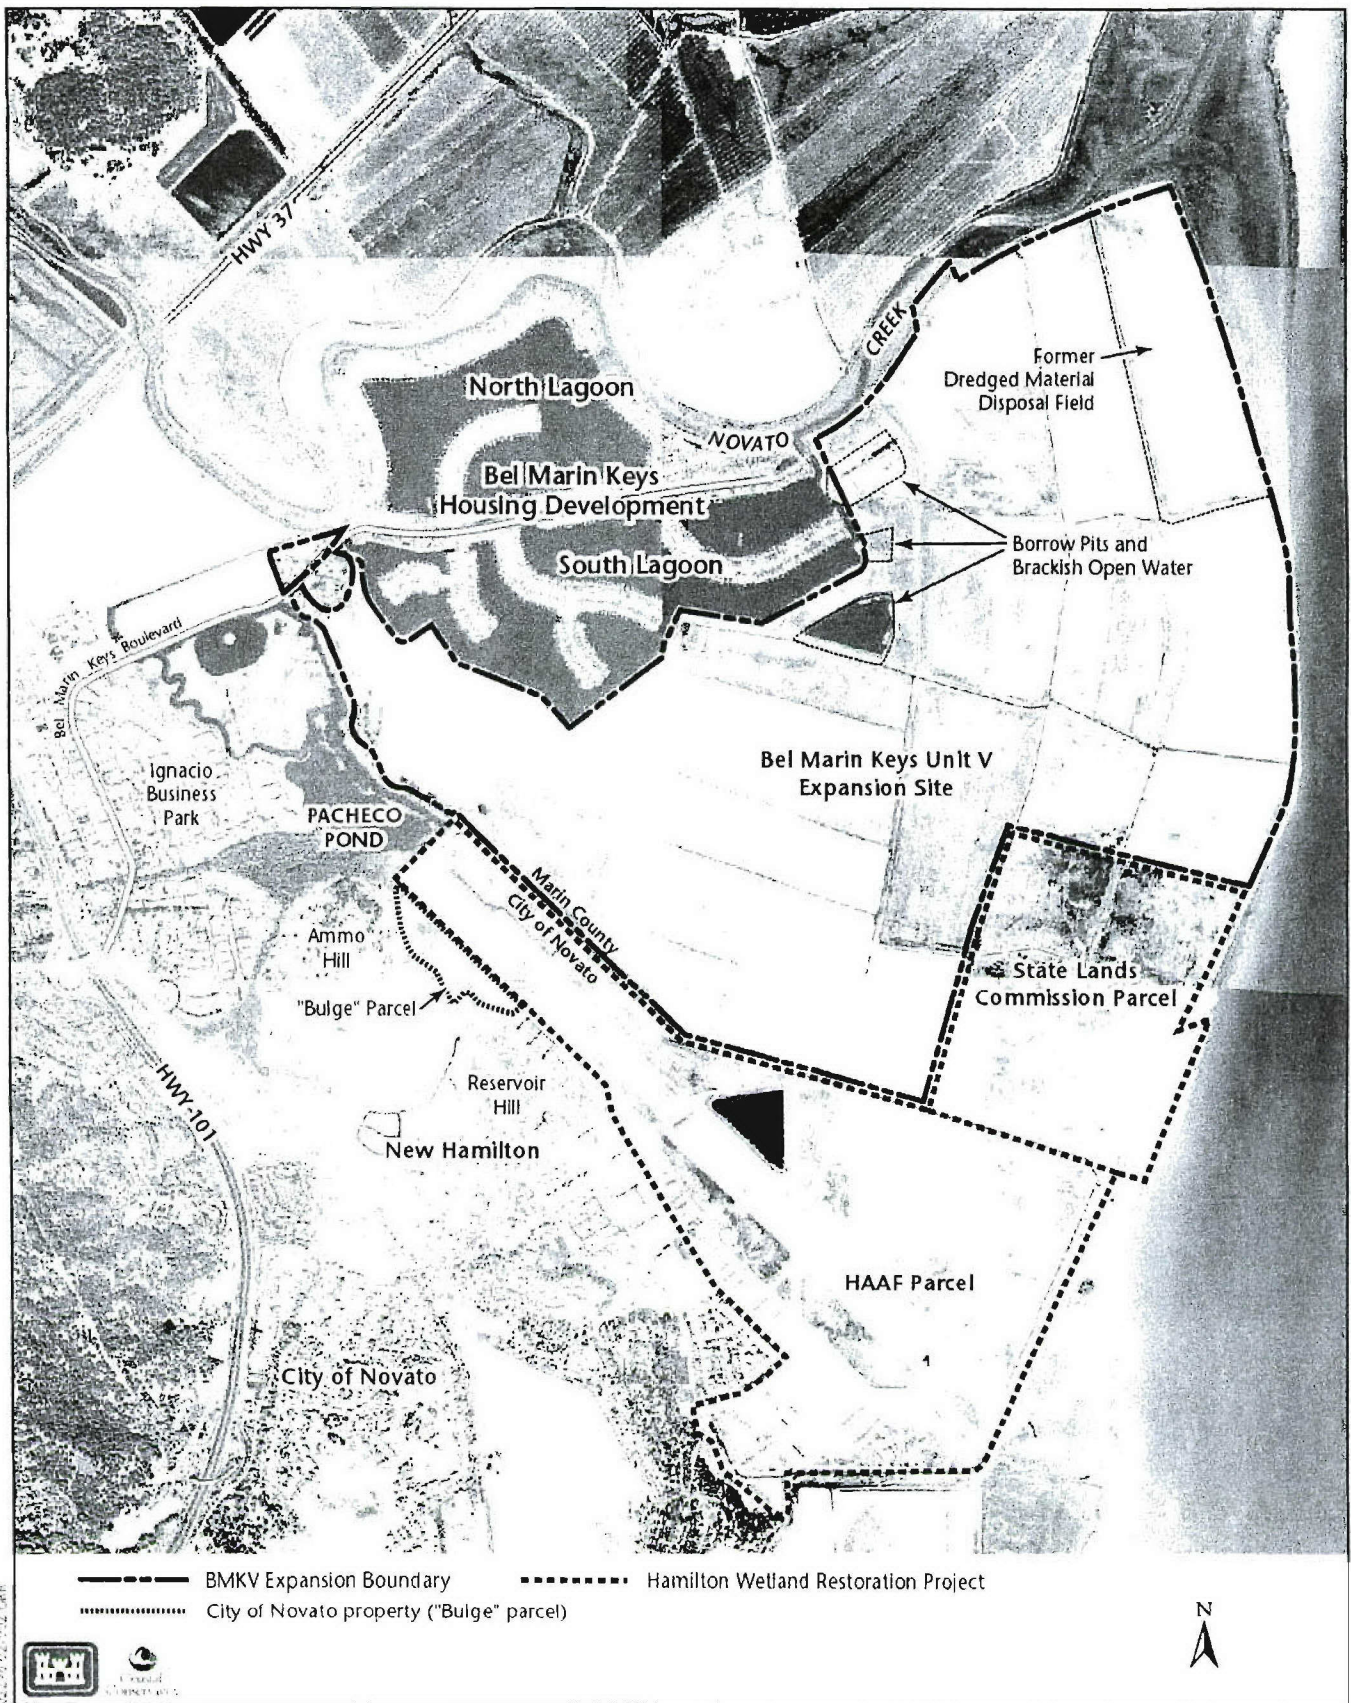 HWY 37
CREEK
Former
Dredged Material
Disposal Field
North Lagoon
NOVATO
Bel Marin Keys
Housing Development
South Lagoon
Borrow Pits and
Brackish Open Water
Bel Marin Keys Boulevard
Ignacio
Business
Park
PACHECO
POND
Bel Marin Keys Unit V
Expansion Site
Marin County
City of Novato
Ammo
Hill
"Bulge" Parcel
State Lands
Commission Parcel
HWY-101
Reservoir
Hill
New Hamilton
HAAF Parcel
City of Novato
BMKV Expansion Boundary
Hamilton Wetland Restoration Project
City of Novato property ("Bulge" parcel)
N
Coastal
Conservancy